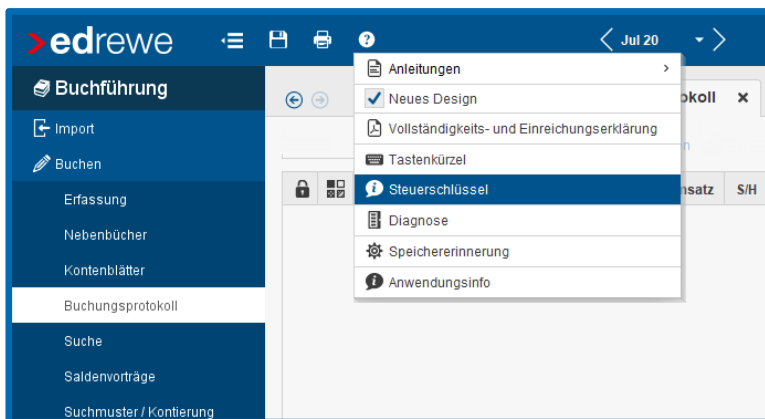 edrewe
Jul 20
Buchführung
Import
Buchen
Erfassung
Nebenbücher
Kontenblätter
Buchungsprotokoll
Suche
Saldenvorträge
Suchmuster / Kontierung
Anleitungen
Neues Design
Vollständigkeits- und Einreichungserklärung
Tastenkürzel
Steuerschlüssel
Diagnose
Speichererinnerung
Anwendungsinfo
okoll
n
nsatz S/H